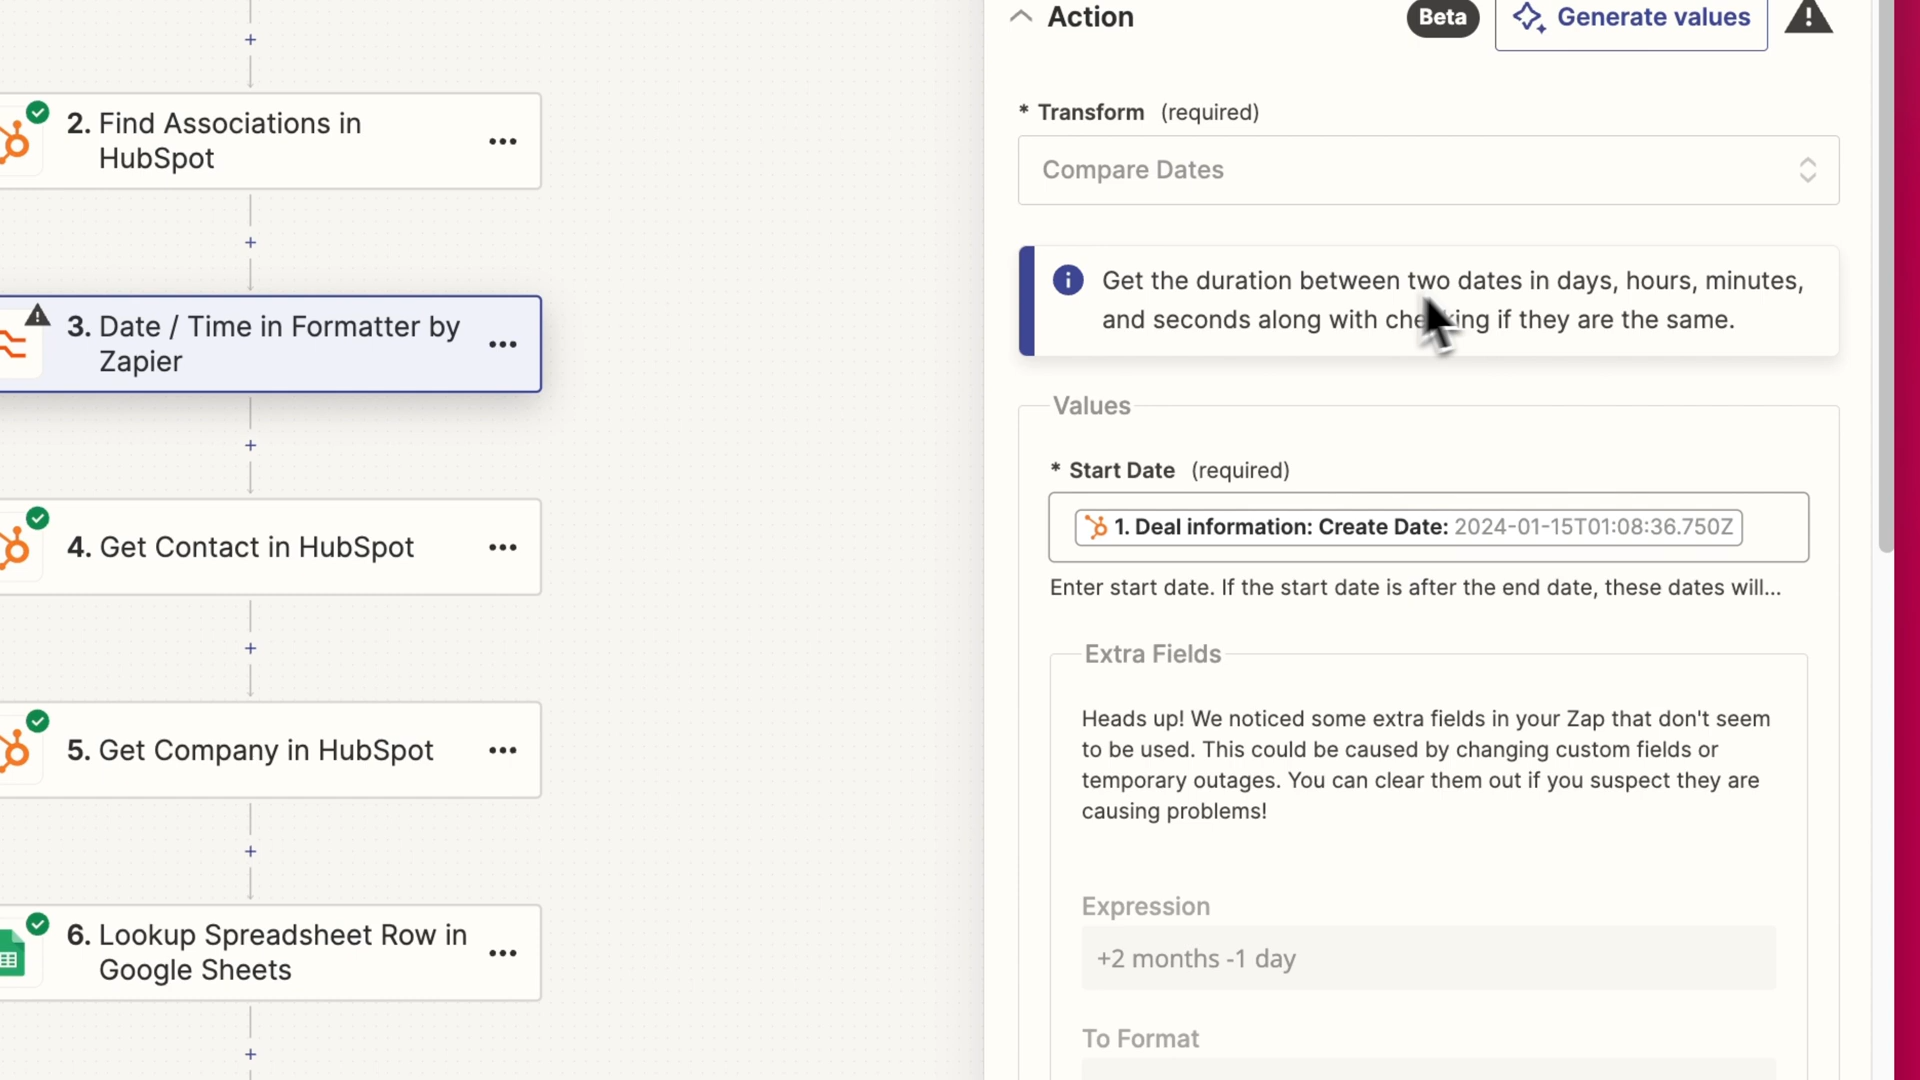 2. Find Associations in
HubSpot
3. Date / Time in Formatter by
Zapier
4. Get Contact in HubSpot
5. Get Company in HubSpot
6. Lookup Spreadsheet Row in
Google Sheets
Action
Beta
Generate values
* Transform (required)
Compare Dates
Get the duration between two dates in days, hours, minutes,
and seconds along with checking if they are the same.
Values
* Start Date (required)
1. Deal information: Create Date: 2024-01-15T01:08:36.750Z
Enter start date. If the start date is after the end date, these dates will...
Extra Fields
Heads up! We noticed some extra fields in your Zap that don't seem
to be used. This could be caused by changing custom fields or
temporary outages. You can clear them out if you suspect they are
causing problems!
Expression
+2 months -1 day
To Format